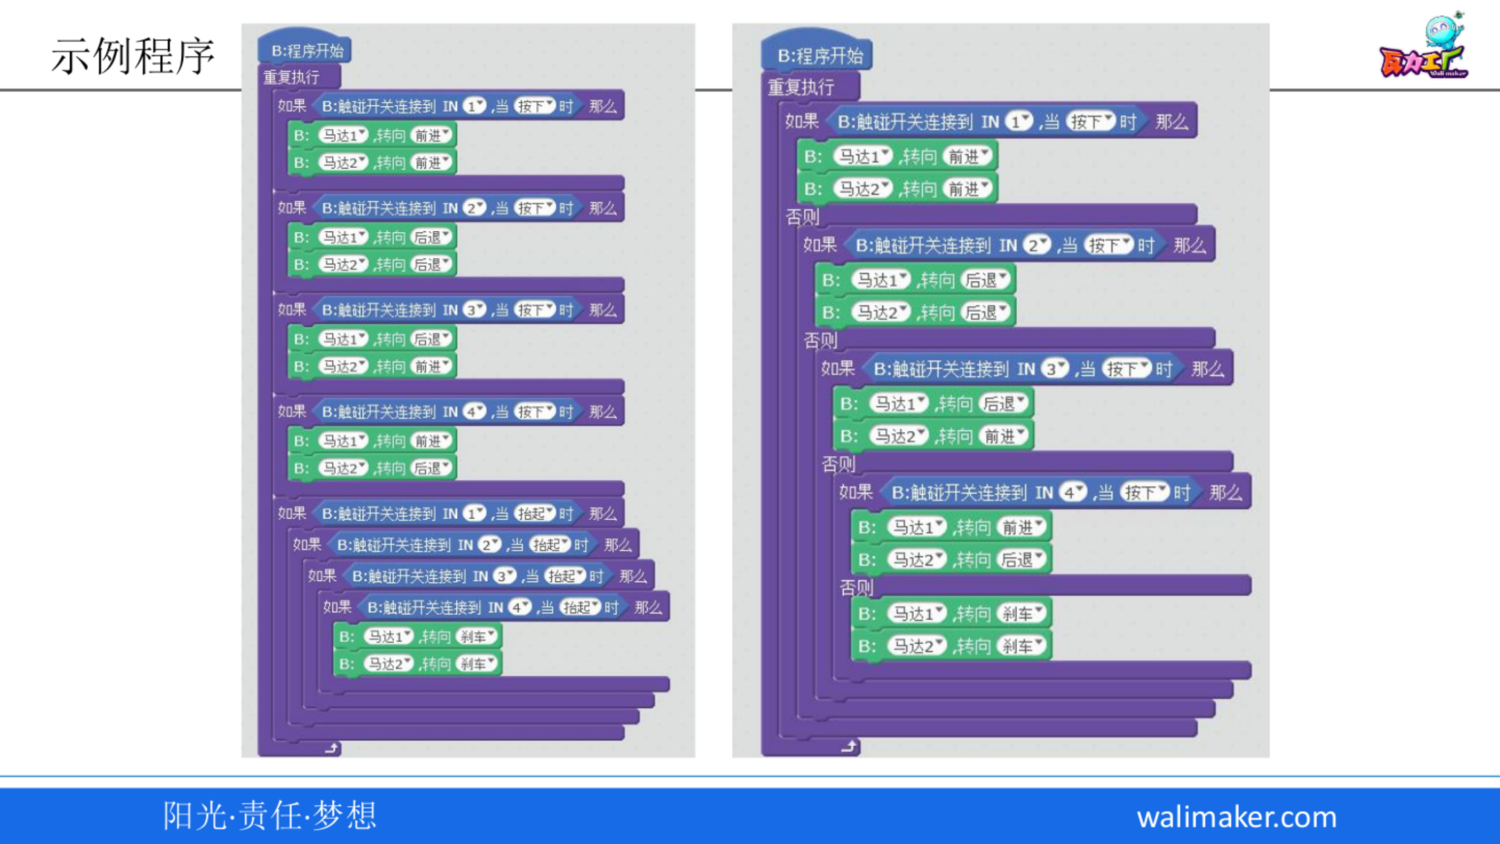 示例程序
B:程序开始
重复执行
如果 B:触碰开关连接到 IN 1 ,当 按下 时 那么
B: 马达1 ,转向 前进
B: 马达2 ,转向 前进
如果 B:触碰开关连接到 IN 2 ,当 按下 时 那么
B: 马达1 ,转向 后退
B: 马达2 ,转向 后退
如果 B:触碰开关连接到 IN 3 ,当 按下 时 那么
B: 马达1 ,转向 后退
B: 马达2 ,转向 前进
如果 B:触碰开关连接到 IN 4 ,当 按下 时 那么
B: 马达1 ,转向 前进
B: 马达2 ,转向 后退
如果 B:触碰开关连接到 IN 1 ,当 抬起 时 那么
如果 B:触碰开关连接到 IN 2 ,当 抬起 时 那么
如果 B:触碰开关连接到 IN 3 ,当 抬起 时 那么
如果 B:触碰开关连接到 IN 4 ,当 抬起 时 那么
B: 马达1 ,转向 刹车
B: 马达2 ,转向 刹车
B:程序开始
重复执行
如果 B:触碰开关连接到 IN 1 ,当 按下 时 那么
B: 马达1 ,转向 前进
B: 马达2 ,转向 前进
否则
如果 B:触碰开关连接到 IN 2 ,当 按下 时 那么
B: 马达1 ,转向 后退
B: 马达2 ,转向 后退
否则
如果 B:触碰开关连接到 IN 3 ,当 按下 时 那么
B: 马达1 ,转向 后退
B: 马达2 ,转向 前进
否则
如果 B:触碰开关连接到 IN 4 ,当 按下 时 那么
B: 马达1 ,转向 前进
B: 马达2 ,转向 后退
否则
B: 马达1 ,转向 刹车
B: 马达2 ,转向 刹车
瓦力工厂
Wali maker
阳光·责任·梦想
walimaker.com